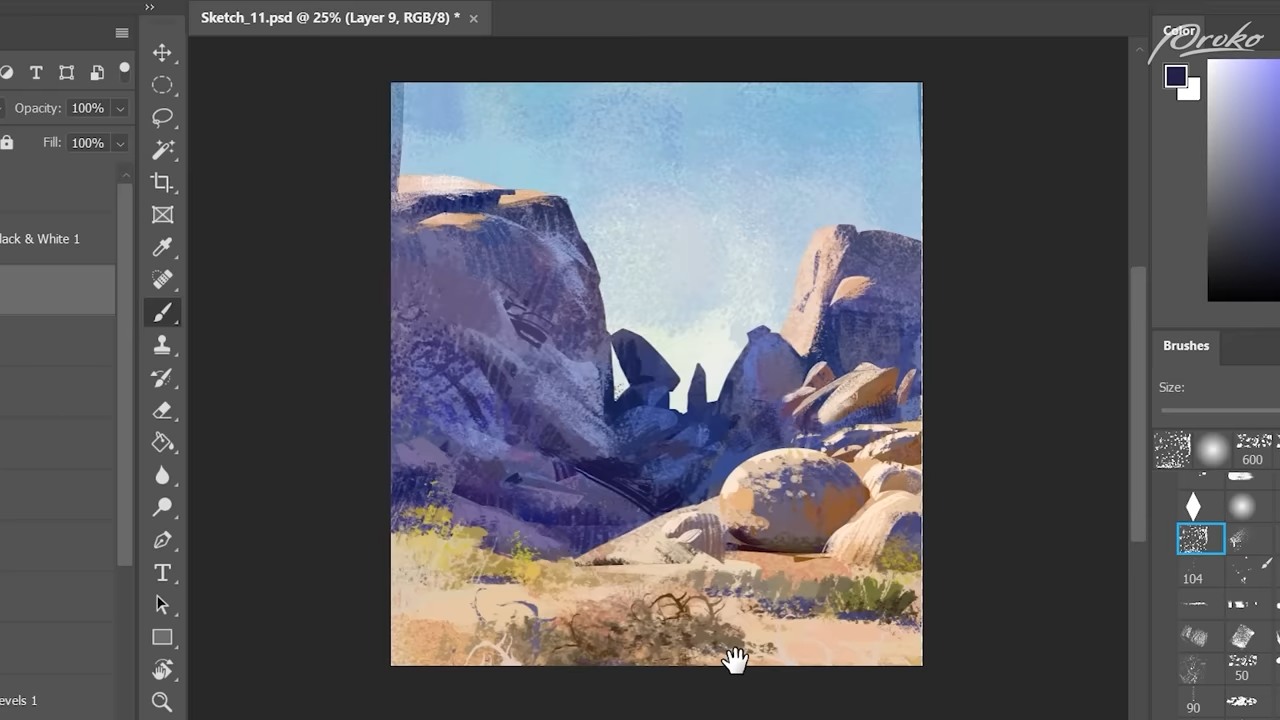 Sketch_11.psd @ 25% (Layer 9, RGB/8) *
Color
Proko
Opacity: 100%
Fill: 100%
lack & White 1
evels 1
Brushes
Size:
600
104
50
90